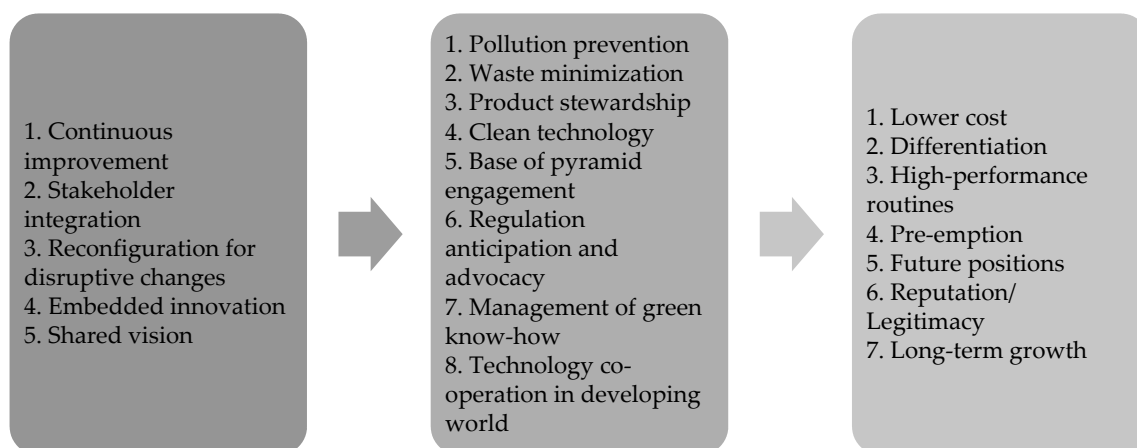 1. Continuous
improvement
2. Stakeholder
integration
3. Reconfiguration for
disruptive changes
4. Embedded innovation
5. Shared vision
1. Pollution prevention
2. Waste minimization
3. Product stewardship
4. Clean technology
5. Base of pyramid
engagement
6. Regulation
anticipation and
advocacy
7. Management of green
know-how
8. Technology co-
operation in developing
world
1. Lower cost
2. Differentiation
3. High-performance
routines
4. Pre-emption
5. Future positions
6. Reputation/
Legitimacy
7. Long-term growth